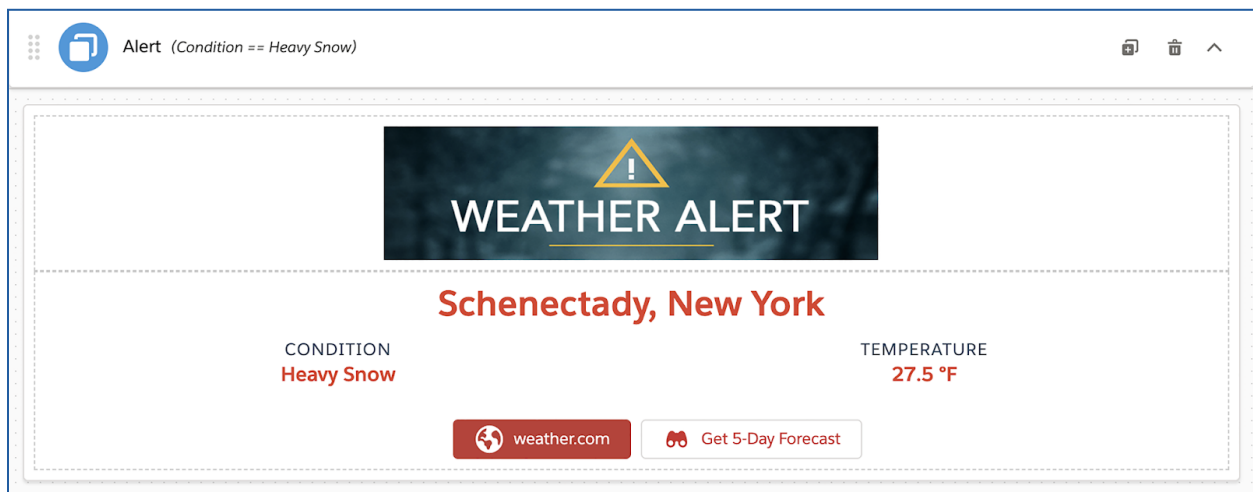 Alert (Condition == Heavy Snow)
!
WEATHER ALERT
Schenectady, New York
CONDITION
Heavy Snow
TEMPERATURE
27.5 °F
weather.com
Get 5-Day Forecast